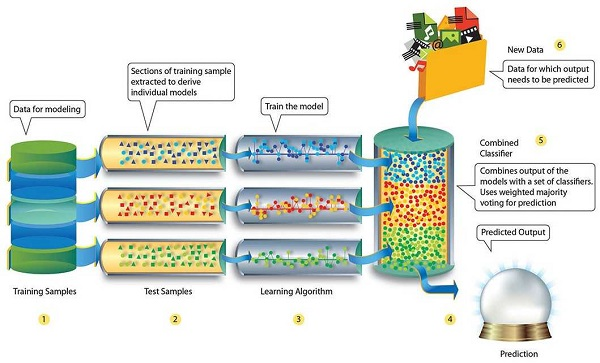 6
New Data
Data for which output
needs to be predicted
Sections of training sample
extracted to derive
individual models
Data for modeling
Train the model
Combined
Classifier
5
Combines output of the
models with a set of classifiers.
Uses weighted majority
voting for prediction
Predicted Output
Training Samples
Test Samples
Learning Algorithm
1
2
3
4
Prediction